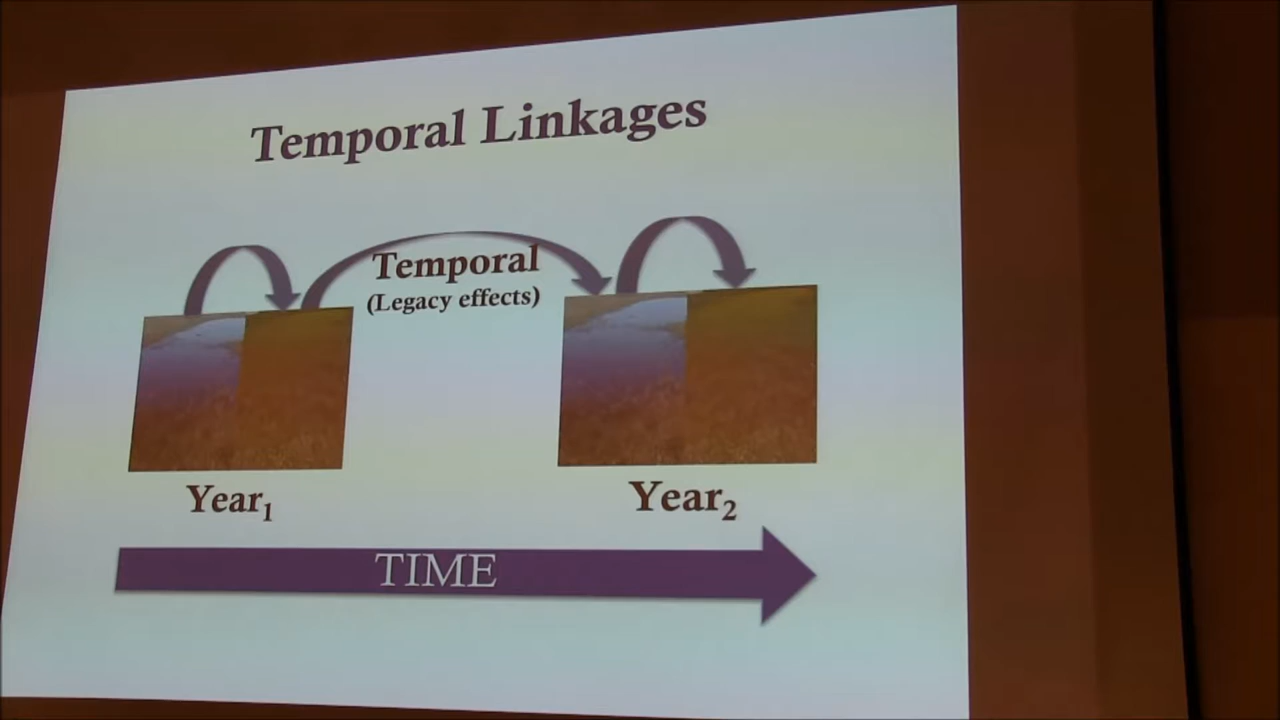 Temporal Linkages
Temporal
(Legacy effects)
Year₁
Year₂
TIME